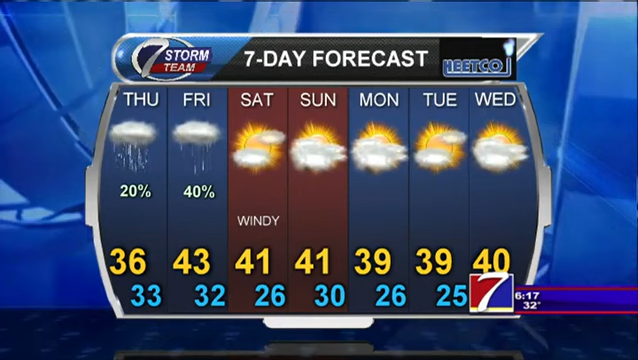 7 STORM TEAM
7-DAY FORECAST
HEETCO
THU FRI SAT SUN MON TUE WED
20% 40%
WINDY
36 43 41 41 39 39 40
33 32 26 30 26 25
7
6:17
32°